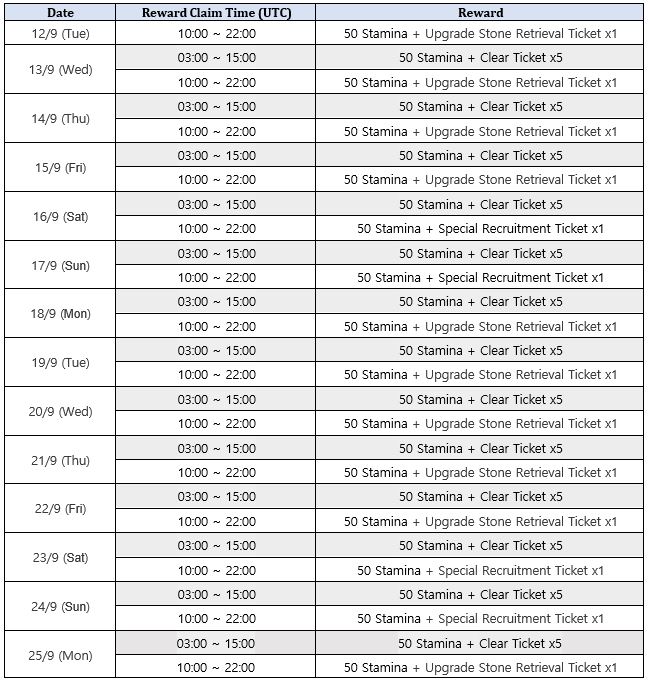 Date Reward Claim Time (UTC) Reward
12/9 (Tue) 10:00 ~ 22:00 50 Stamina + Upgrade Stone Retrieval Ticket x1
13/9 (Wed) 03:00 ~ 15:00 50 Stamina + Clear Ticket x5
10:00 ~ 22:00 50 Stamina + Upgrade Stone Retrieval Ticket x1
14/9 (Thu) 03:00 ~ 15:00 50 Stamina + Clear Ticket x5
10:00 ~ 22:00 50 Stamina + Upgrade Stone Retrieval Ticket x1
15/9 (Fri) 03:00 ~ 15:00 50 Stamina + Clear Ticket x5
10:00 ~ 22:00 50 Stamina + Upgrade Stone Retrieval Ticket x1
16/9 (Sat) 03:00 ~ 15:00 50 Stamina + Clear Ticket x5
10:00 ~ 22:00 50 Stamina + Special Recruitment Ticket x1
17/9 (Sun) 03:00 ~ 15:00 50 Stamina + Clear Ticket x5
10:00 ~ 22:00 50 Stamina + Special Recruitment Ticket x1
18/9 (Mon) 03:00 ~ 15:00 50 Stamina + Clear Ticket x5
10:00 ~ 22:00 50 Stamina + Upgrade Stone Retrieval Ticket x1
19/9 (Tue) 03:00 ~ 15:00 50 Stamina + Clear Ticket x5
10:00 ~ 22:00 50 Stamina + Upgrade Stone Retrieval Ticket x1
20/9 (Wed) 03:00 ~ 15:00 50 Stamina + Clear Ticket x5
10:00 ~ 22:00 50 Stamina + Upgrade Stone Retrieval Ticket x1
21/9 (Thu) 03:00 ~ 15:00 50 Stamina + Clear Ticket x5
10:00 ~ 22:00 50 Stamina + Upgrade Stone Retrieval Ticket x1
22/9 (Fri) 03:00 ~ 15:00 50 Stamina + Clear Ticket x5
10:00 ~ 22:00 50 Stamina + Upgrade Stone Retrieval Ticket x1
23/9 (Sat) 03:00 ~ 15:00 50 Stamina + Clear Ticket x5
10:00 ~ 22:00 50 Stamina + Special Recruitment Ticket x1
24/9 (Sun) 03:00 ~ 15:00 50 Stamina + Clear Ticket x5
10:00 ~ 22:00 50 Stamina + Special Recruitment Ticket x1
25/9 (Mon) 03:00 ~ 15:00 50 Stamina + Clear Ticket x5
10:00 ~ 22:00 50 Stamina + Upgrade Stone Retrieval Ticket x1